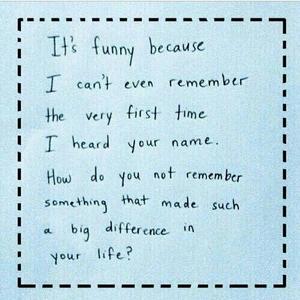 It's funny because
I can't even remember
the very first time
I heard your name.
How do you not remember
something that made such
a big difference in
your life?